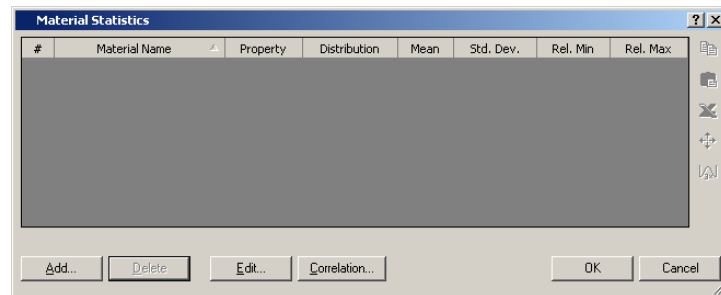 Material Statistics
# Material Name Property Distribution Mean Std. Dev. Rel. Min Rel. Max
Add... Delete Edit... Correlation... OK Cancel